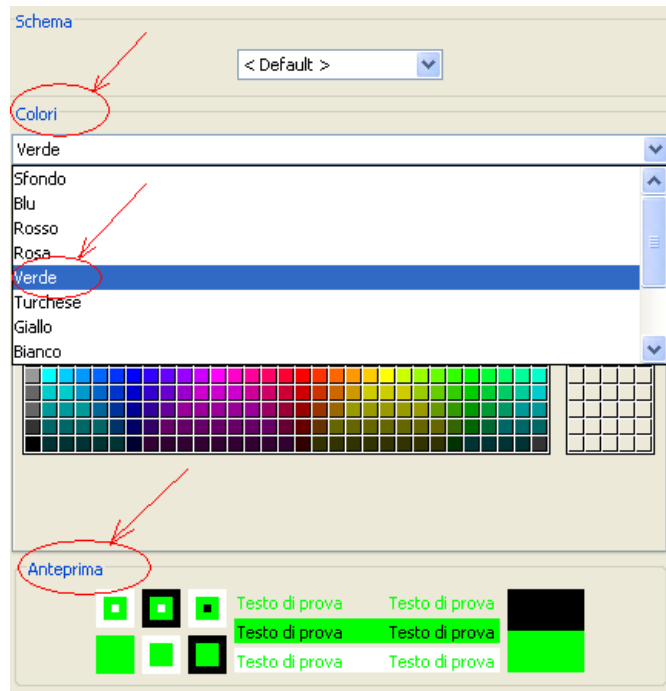 Schema
< Default >
Colori
Verde
Sfondo
Blu
Rosso
Rosa
Verde
Turchese
Giallo
Bianco
Anteprima
Testo di prova Testo di prova
Testo di prova Testo di prova
Testo di prova Testo di prova